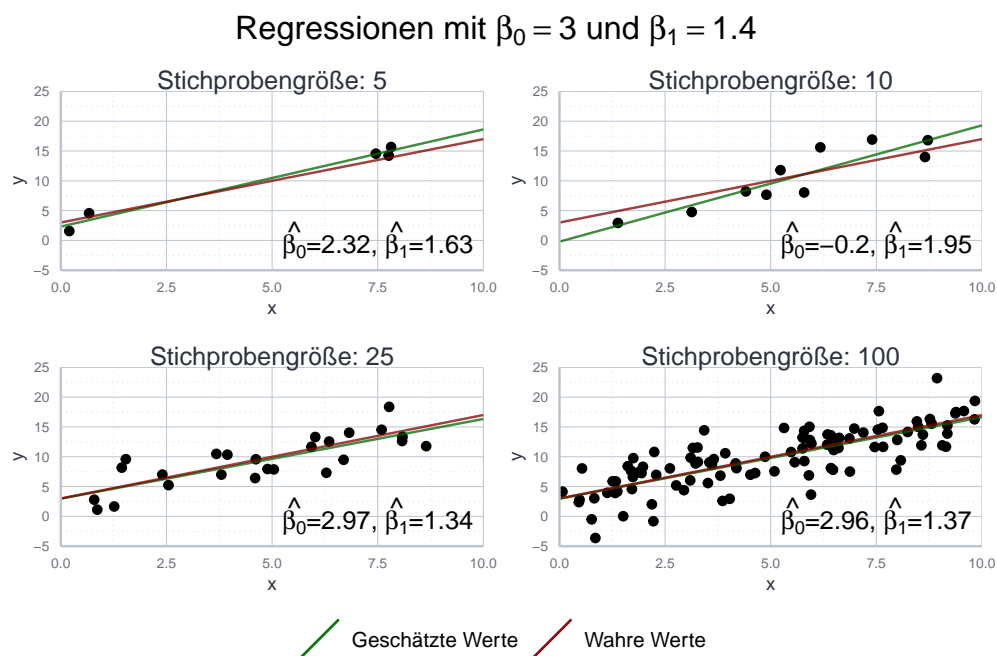 Regressionen mit β₀ = 3 und β₁ = 1.4
Stichprobengröße: 5
25
20
15
10
5
0
−5
y
β̂₀=2.32, β̂₁=1.63
0.0 2.5 5.0 7.5 10.0
x
Stichprobengröße: 10
25
20
15
10
5
0
−5
y
β̂₀=−0.2, β̂₁=1.95
0.0 2.5 5.0 7.5 10.0
x
Stichprobengröße: 25
25
20
15
10
5
0
−5
y
β̂₀=2.97, β̂₁=1.34
0.0 2.5 5.0 7.5 10.0
x
Stichprobengröße: 100
25
20
15
10
5
0
−5
y
β̂₀=2.96, β̂₁=1.37
0.0 2.5 5.0 7.5 10.0
x
Geschätzte Werte Wahre Werte